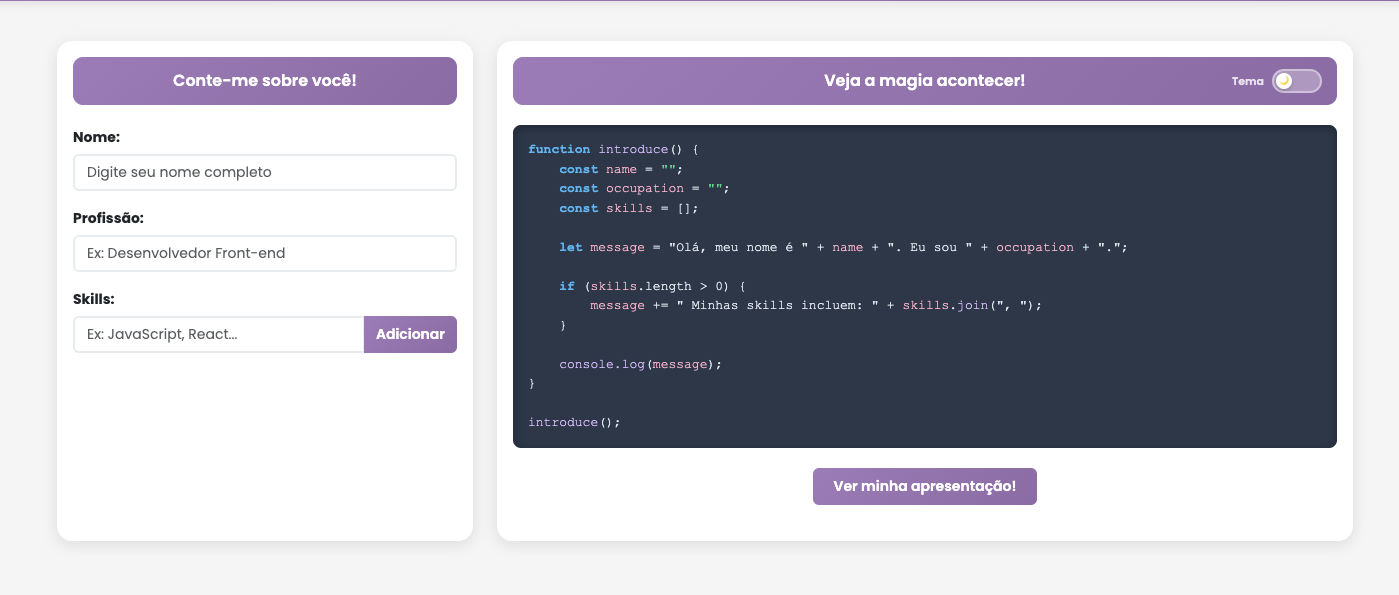 Conte-me sobre você!
Nome:
Digite seu nome completo
Profissão:
Ex: Desenvolvedor Front-end
Skills:
Ex: JavaScript, React...
Adicionar
Veja a magia acontecer!
Tema
function introduce() {
    const name = "";
    const occupation = "";
    const skills = [];
    let message = "Olá, meu nome é " + name + ". Eu sou " + occupation + ".";
    if (skills.length > 0) {
        message += " Minhas skills incluem: " + skills.join(", ");
    }
    console.log(message);
}
introduce();
Ver minha apresentação!